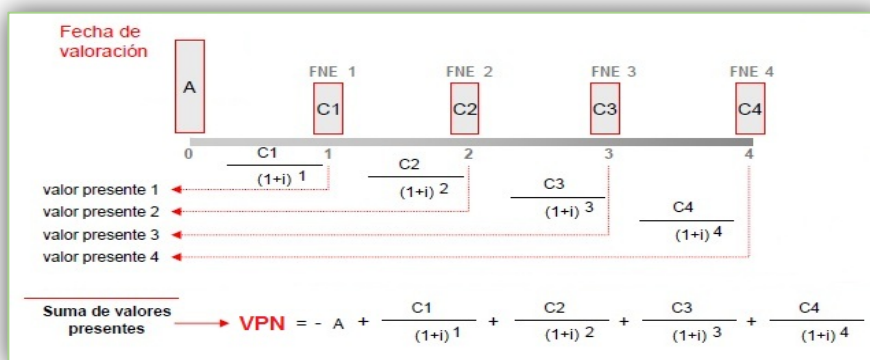 Fecha de
valoración
FNE 1 FNE 2 FNE 3 FNE 4
A
C1 C2 C3 C4
0 1 2 3 4
C1
(1+i) 1
C2
(1+i) 2
C3
(1+i) 3
C4
(1+i) 4
valor presente 1
valor presente 2
valor presente 3
valor presente 4
Suma de valores
presentes
VPN = - A + C1 / (1+i) 1 + C2 / (1+i) 2 + C3 / (1+i) 3 + C4 / (1+i) 4